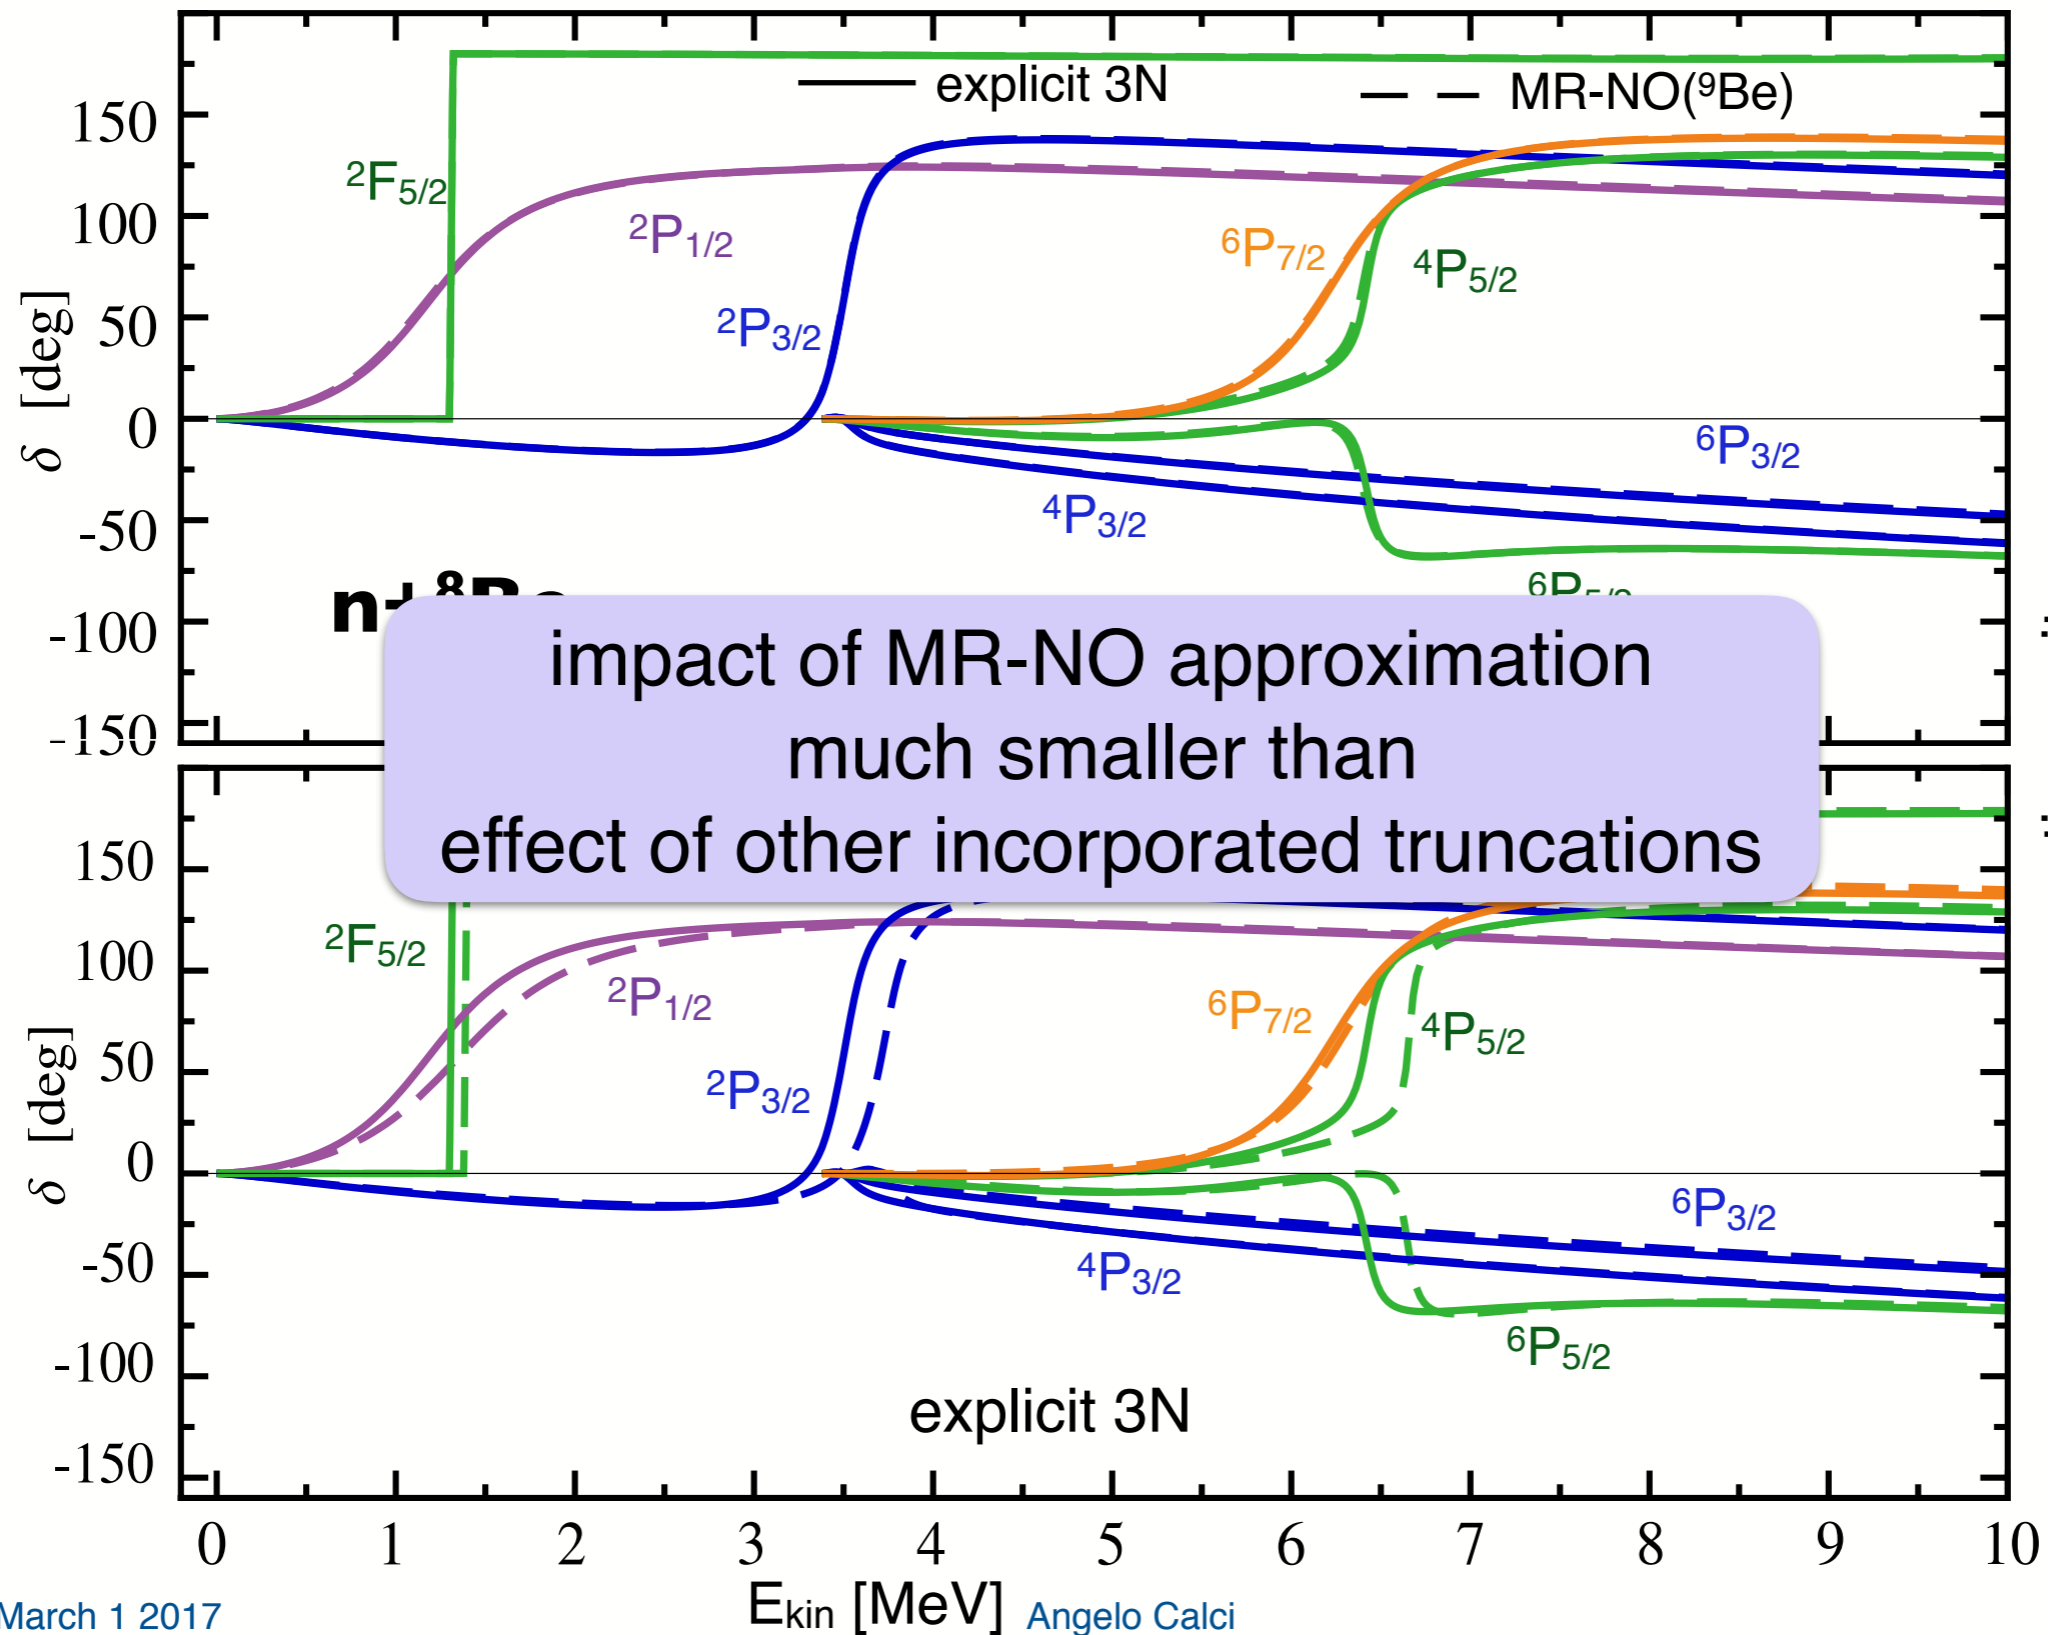 explicit 3N
MR-NO(⁹Be)
150
100
50
0
-50
-100
-150
δ [deg]
²F5/2
²P1/2
²P3/2
⁶P7/2
⁴P5/2
⁶P3/2
⁴P3/2
impact of MR-NO approximation
much smaller than
effect of other incorporated truncations
150
100
50
0
-50
-100
-150
δ [deg]
²F5/2
²P1/2
²P3/2
⁶P7/2
⁴P5/2
⁶P3/2
⁴P3/2
⁶P5/2
explicit 3N
0 1 2 3 4 5 6 7 8 9 10
Ekin [MeV]
March 1 2017
Angelo Calci